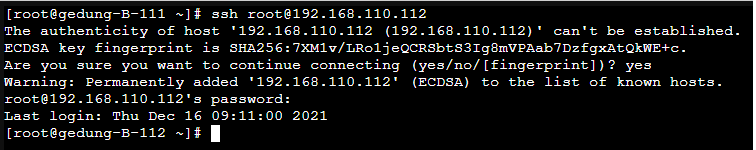 [root@gedung-B-111 ~]# ssh root@192.168.110.112
The authenticity of host '192.168.110.112 (192.168.110.112)' can't be established.
ECDSA key fingerprint is SHA256:7XM1v/LRo1jeQCRSbtS3Ig8mVPAab7DzfgxAtQkWE+c.
Are you sure you want to continue connecting (yes/no/[fingerprint])? yes
Warning: Permanently added '192.168.110.112' (ECDSA) to the list of known hosts.
root@192.168.110.112's password:
Last login: Thu Dec 16 09:11:00 2021
[root@gedung-B-112 ~]#